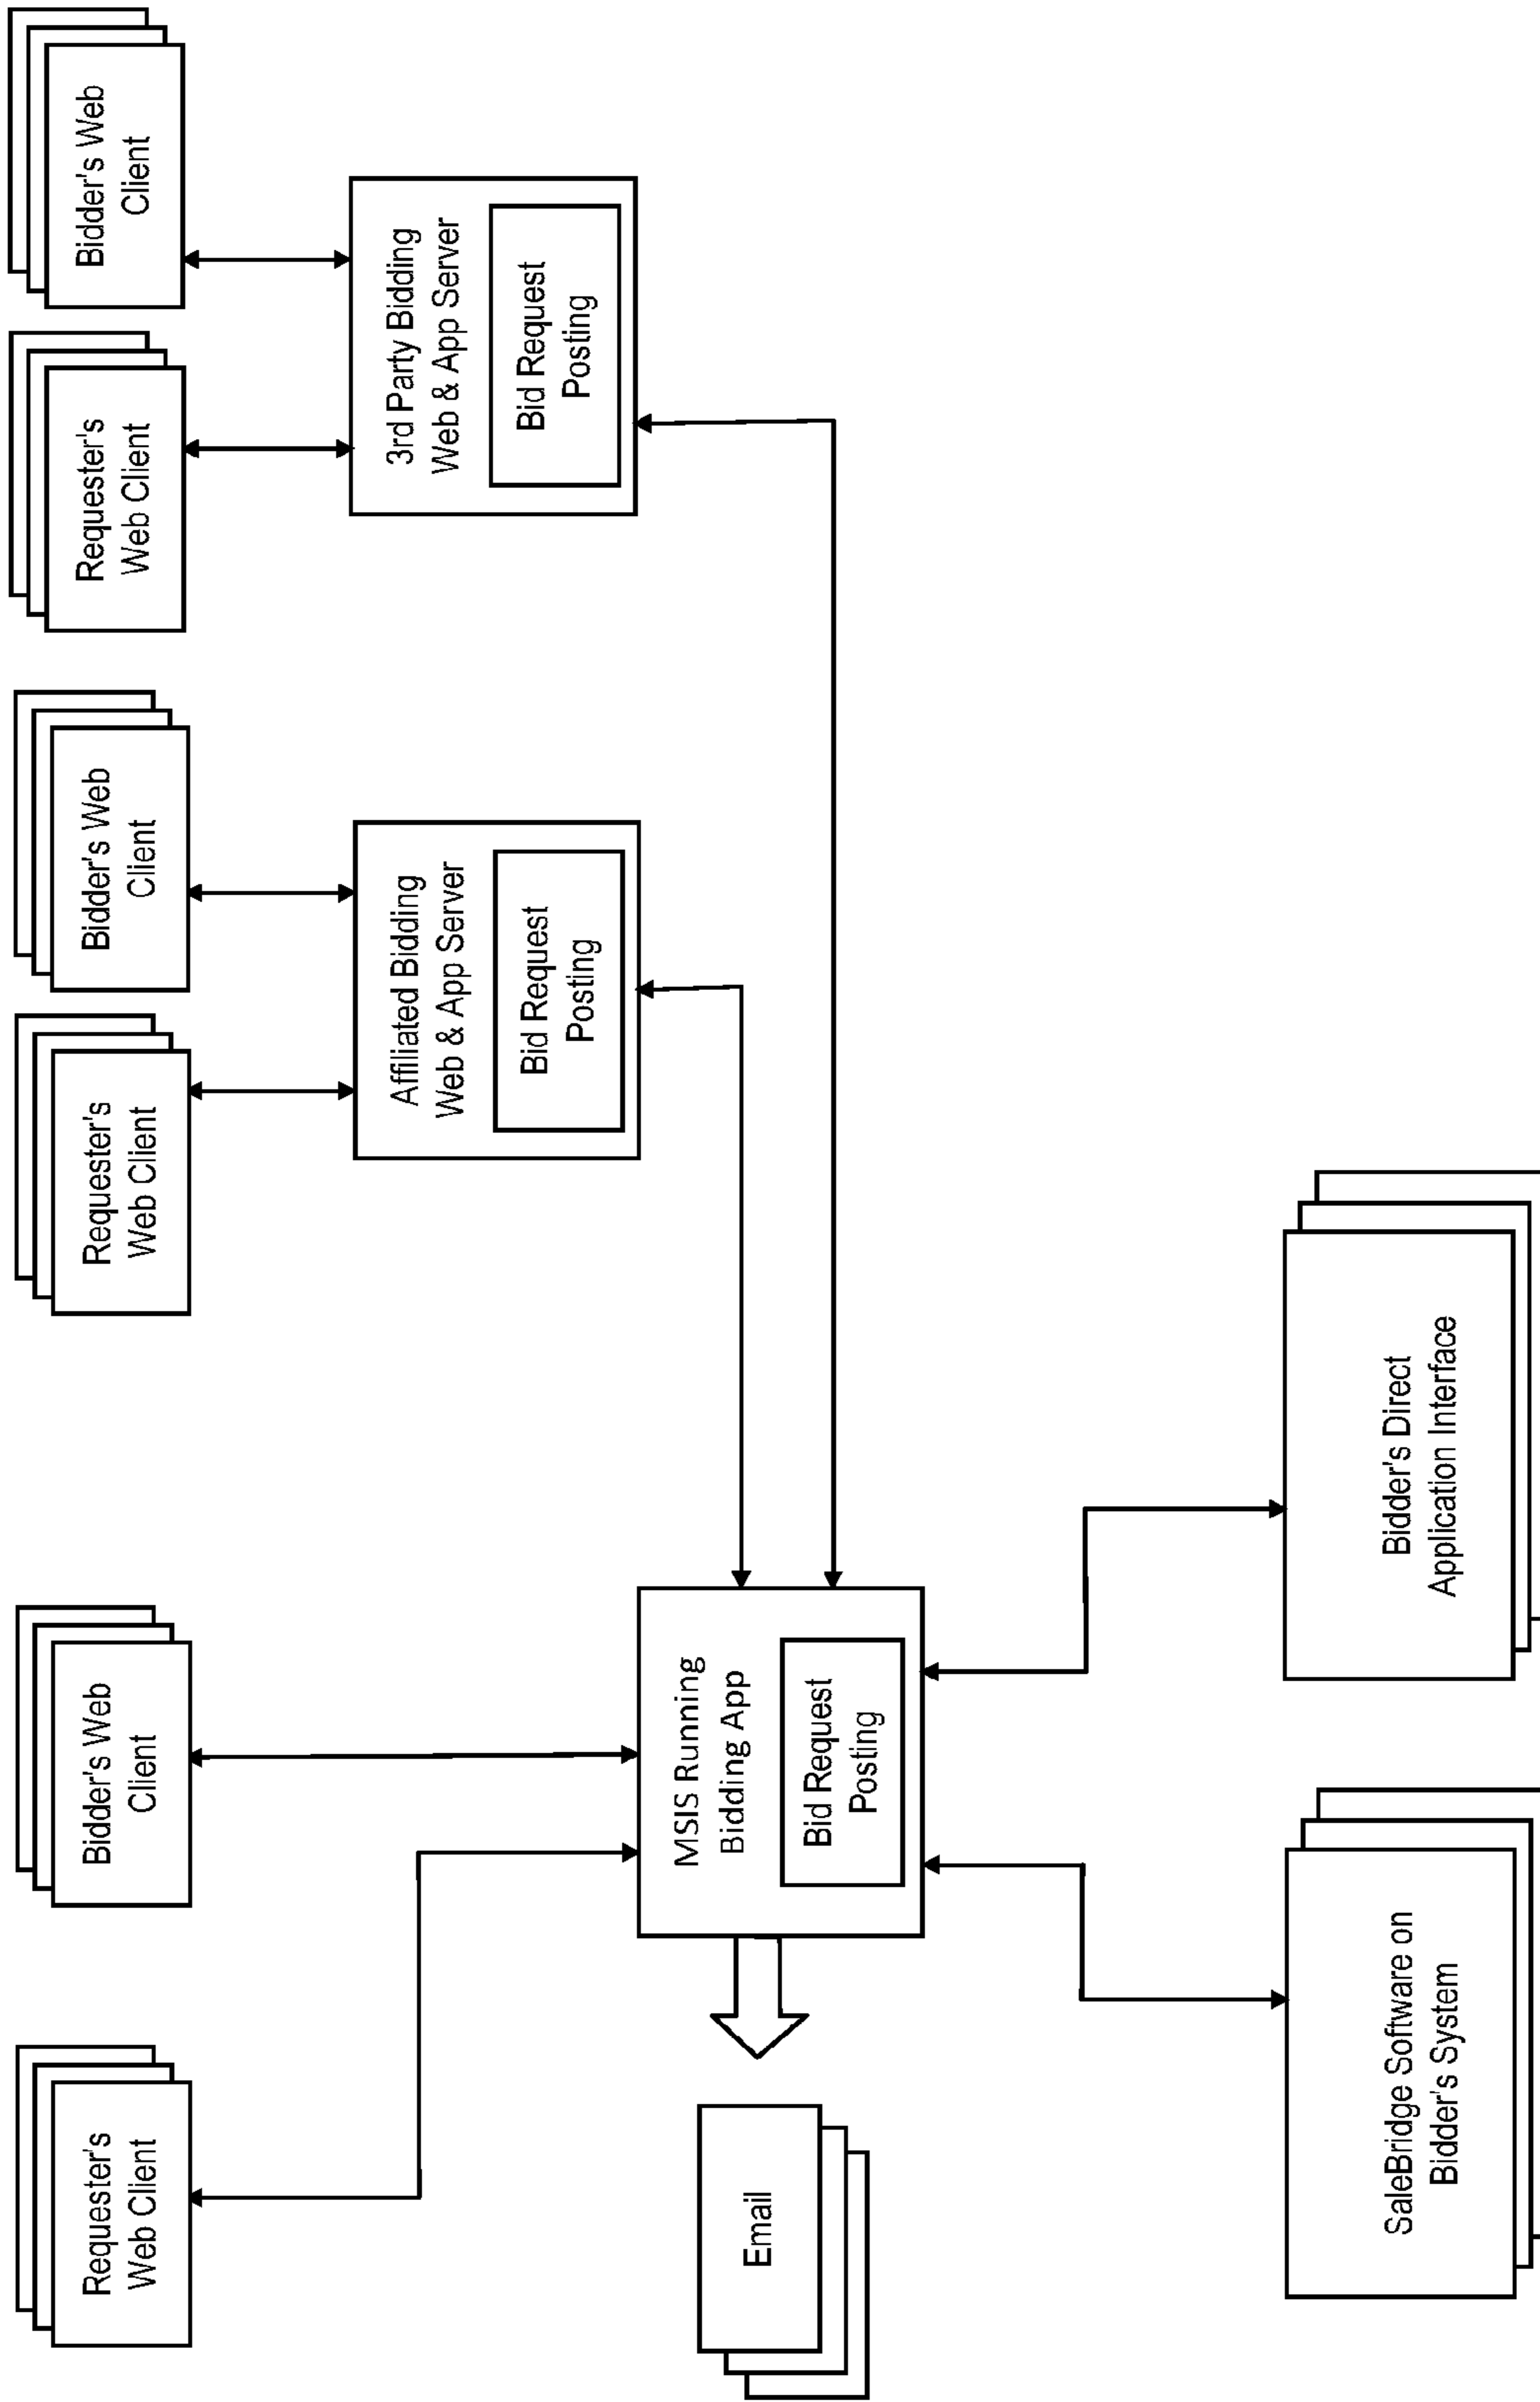 Requester's
Web Client
Bidder's Web
Client
Requester's
Web Client
Bidder's Web
Client
Requester's
Web Client
Bidder's Web
Client
Affiliated Bidding
Web & App Server
Bid Request
Posting
3rd Party Bidding
Web & App Server
Bid Request
Posting
Email
MSIS Running
Bidding App
Bid Request
Posting
SaleBridge Software on
Bidder's System
Bidder's Direct
Application Interface